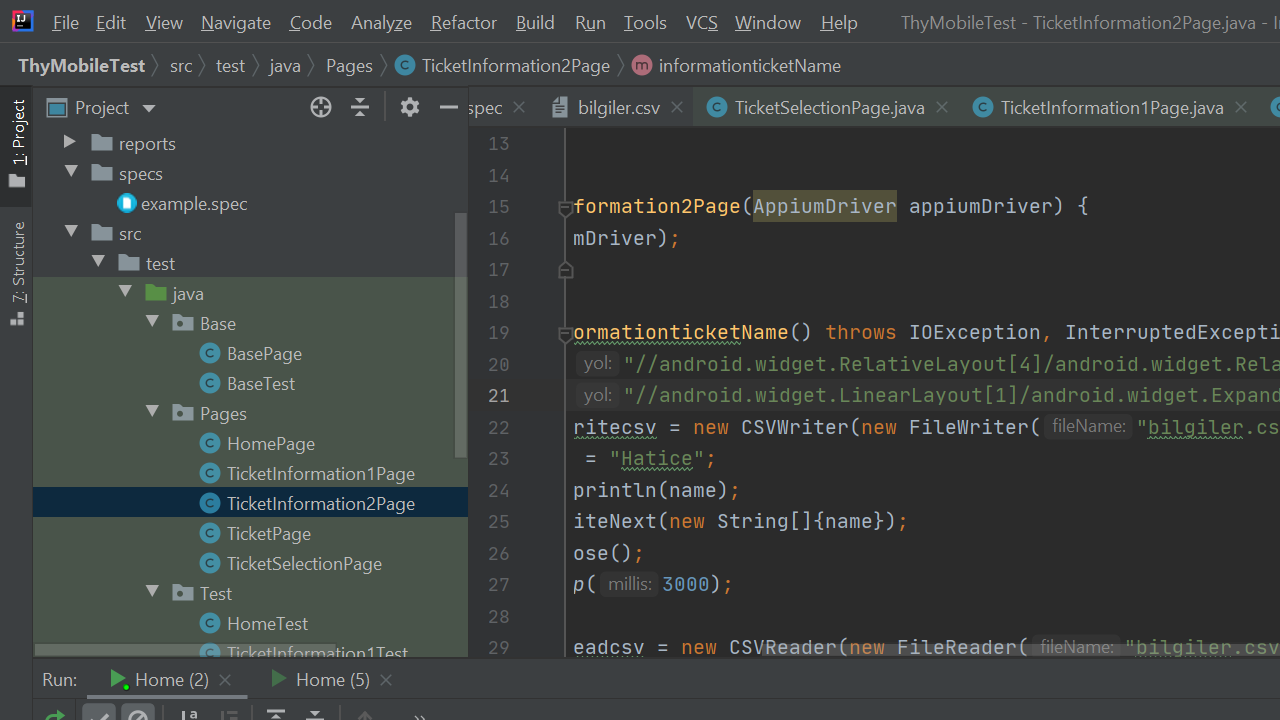 File Edit View Navigate Code Analyze Refactor Build Run Tools VCS Window Help ThyMobileTest - TicketInformation2Page.java - I
ThyMobileTest src test java Pages TicketInformation2Page informationticketName
1: Project
7: Structure
Project
spec bilgiler.csv TicketSelectionPage.java TicketInformation1Page.java
reports
specs
example.spec
src
test
java
Base
BasePage
BaseTest
Pages
HomePage
TicketInformation1Page
TicketInformation2Page
TicketPage
TicketSelectionPage
Test
HomeTest
TicketInformation1Test
13
14
15 formation2Page(AppiumDriver appiumDriver) {
16 mDriver);
17
18
19 ormationticketName() throws IOException, InterruptedExcepti
20 yol: "//android.widget.RelativeLayout[4]/android.widget.Rela
21 yol: "//android.widget.LinearLayout[1]/android.widget.Expand
22 ritecsv = new CSVWriter(new FileWriter( fileName: "bilgiler.cs
23 = "Hatice";
24 println(name);
25 iteNext(new String[]{name});
26 ose();
27 p( millis: 3000);
28
29 eadcsv = new CSVReader(new FileReader( fileName: "bilgiler.csv
Run: Home (2) Home (5)